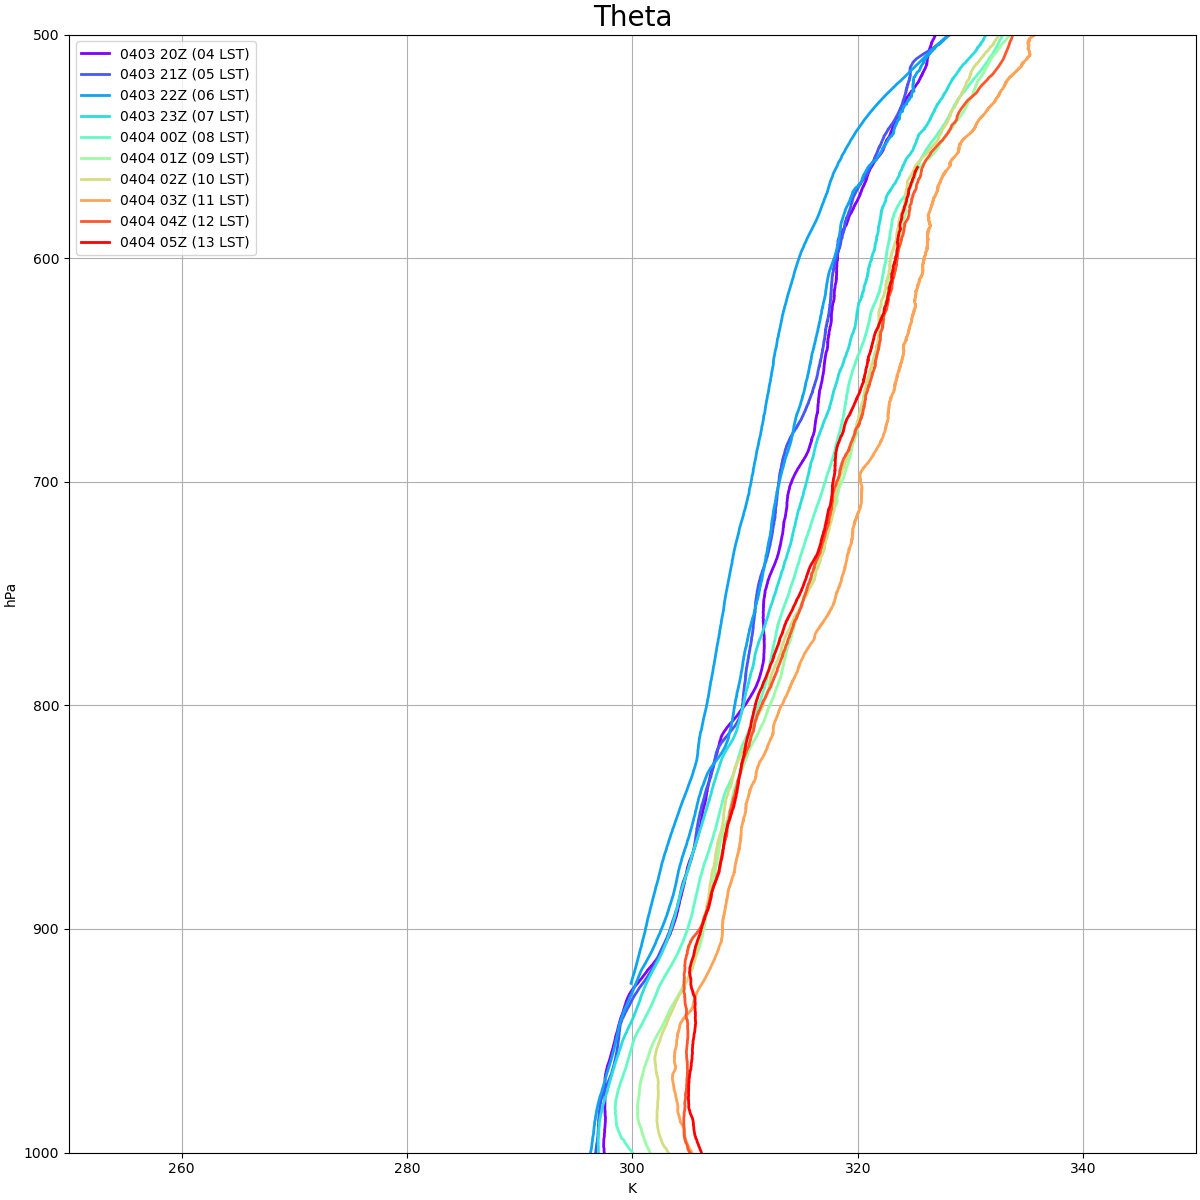 Theta
500
600
700
800
900
1000
hPa
0403 20Z (04 LST)
0403 21Z (05 LST)
0403 22Z (06 LST)
0403 23Z (07 LST)
0404 00Z (08 LST)
0404 01Z (09 LST)
0404 02Z (10 LST)
0404 03Z (11 LST)
0404 04Z (12 LST)
0404 05Z (13 LST)
260 280 300 320 340
K